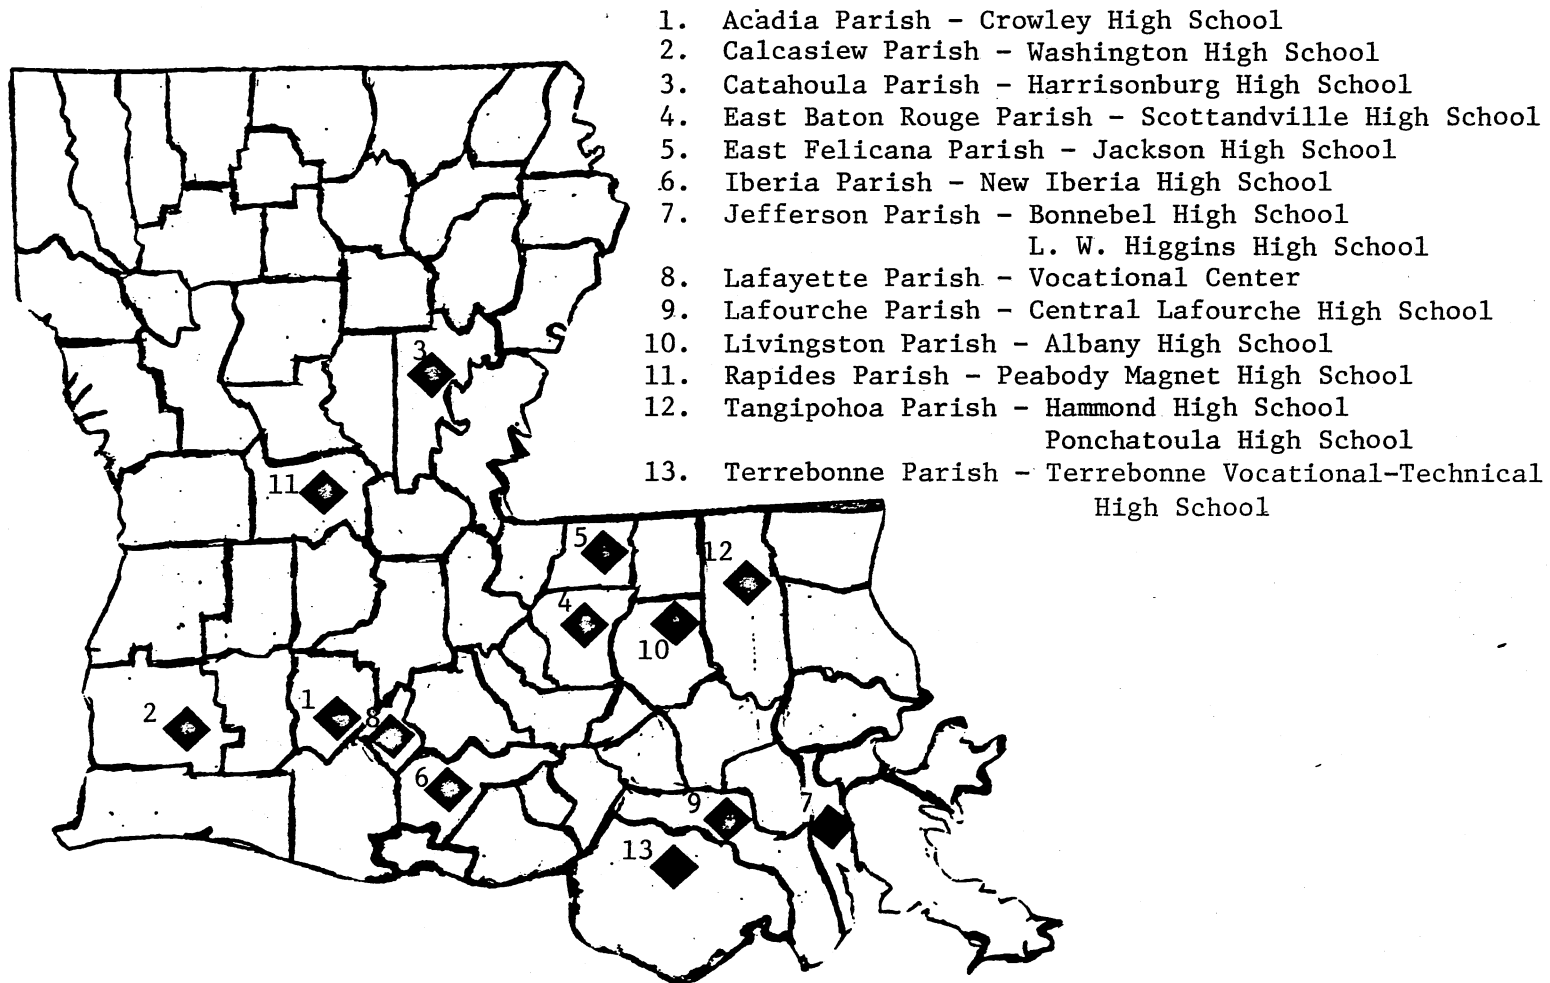 1. Acadia Parish - Crowley High School
2. Calcasiew Parish - Washington High School
3. Catahoula Parish - Harrisonburg High School
4. East Baton Rouge Parish - Scottandville High School
5. East Felicana Parish - Jackson High School
6. Iberia Parish - New Iberia High School
7. Jefferson Parish - Bonnebel High School
L. W. Higgins High School
8. Lafayette Parish - Vocational Center
9. Lafourche Parish - Central Lafourche High School
10. Livingston Parish - Albany High School
11. Rapides Parish - Peabody Magnet High School
12. Tangipohoa Parish - Hammond High School
Ponchatoula High School
13. Terrebonne Parish - Terrebonne Vocational-Technical
High School
3
11
5
12
4
10
2
1
8
6
9
7
13